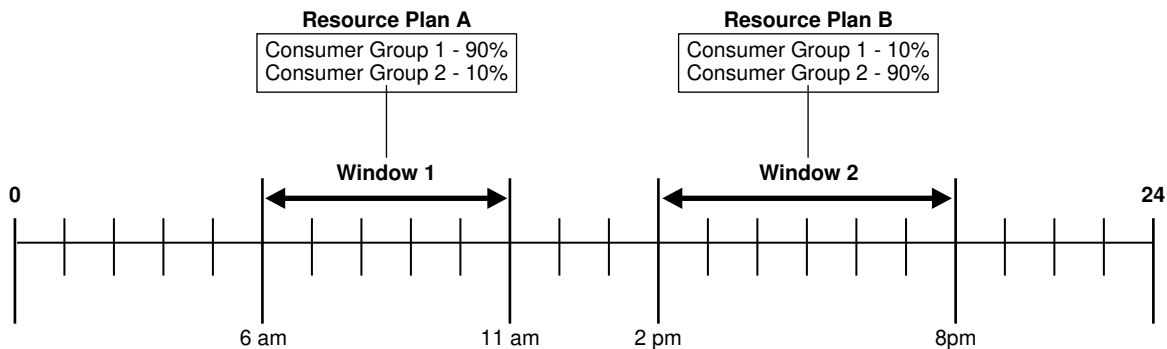 Resource Plan A
Consumer Group 1 - 90%
Consumer Group 2 - 10%
Resource Plan B
Consumer Group 1 - 10%
Consumer Group 2 - 90%
Window 1
Window 2
0
24
6 am
11 am
2 pm
8pm